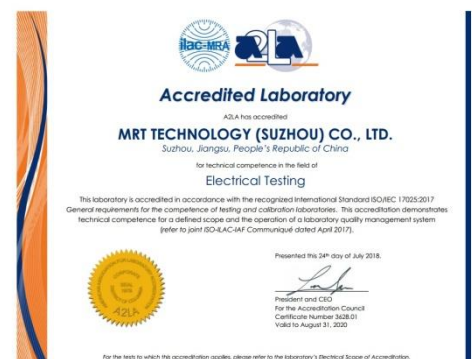 ilac-MRA
A2LA
Accredited Laboratory
A2LA has accredited
MRT TECHNOLOGY (SUZHOU) CO., LTD.
Suzhou, Jiangsu, People's Republic of China
for technical competence in the field of
Electrical Testing
This laboratory is accredited in accordance with the recognized International Standard ISO/IEC 17025:2017
General requirements for the competence of testing and calibration laboratories. This accreditation demonstrates
technical competence for a defined scope and the operation of a laboratory quality management system
(refer to joint ISO-ILAC-IAF Communiqué dated April 2017).
Presented this 24th day of July 2018.
President and CEO
For the Accreditation Council
Certificate Number 3628.01
Valid to August 31, 2020
CORPORATE
SEAL
1978
A2LA
For the tests to which this accreditation applies, please refer to the laboratory's Electrical Scope of Accreditation.